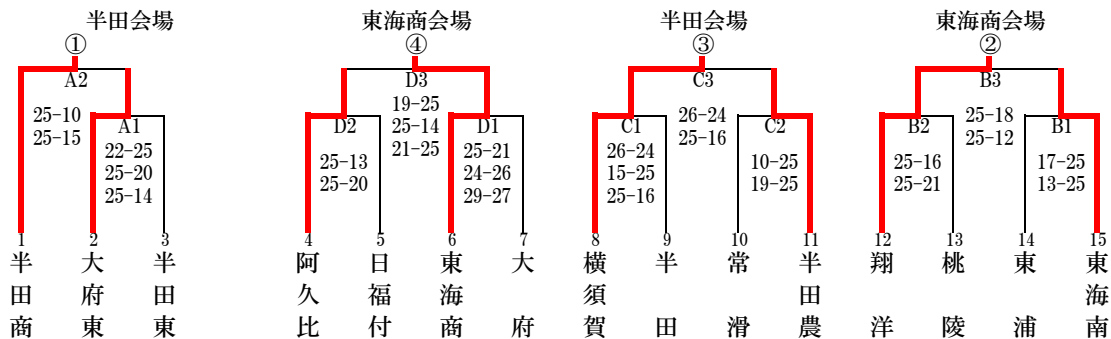 半田会場
①
A2
25-10
25-15
A1
22-25
25-20
25-14
1 2 3
半田商
大府東
半田東
東海商会場
④
D3
19-25
25-14
21-25
D2
25-13
25-20
D1
25-21
24-26
29-27
4 5 6 7
阿久比
日福付
東海商
大府
半田会場
③
C3
26-24
25-16
C1
26-24
15-25
25-16
C2
10-25
19-25
8 9 10 11
横須賀
半田
常滑
半田農
東海商会場
②
B3
25-18
25-12
B2
25-16
25-21
B1
17-25
13-25
12 13 14 15
翔洋
桃陵
東浦
東海南